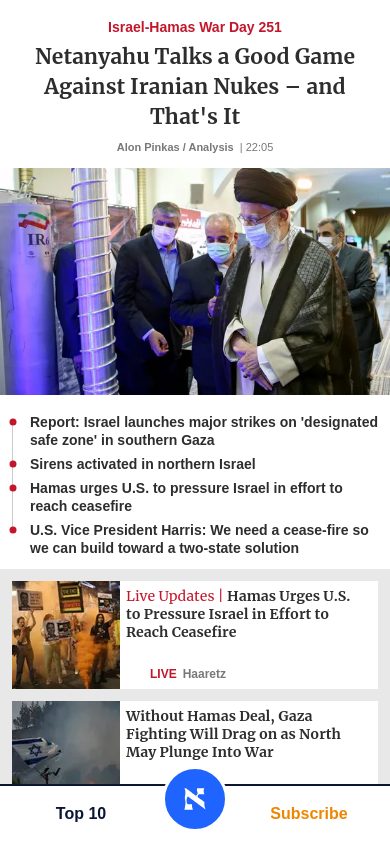 Israel-Hamas War Day 251
Netanyahu Talks a Good Game
Against Iranian Nukes – and
That's It
Alon Pinkas / Analysis | 22:05
Report: Israel launches major strikes on 'designated
safe zone' in southern Gaza
Sirens activated in northern Israel
Hamas urges U.S. to pressure Israel in effort to
reach ceasefire
U.S. Vice President Harris: We need a cease-fire so
we can build toward a two-state solution
Live Updates | Hamas Urges U.S.
to Pressure Israel in Effort to
Reach Ceasefire
LIVE Haaretz
Without Hamas Deal, Gaza
Fighting Will Drag on as North
May Plunge Into War
Top 10
א
Subscribe